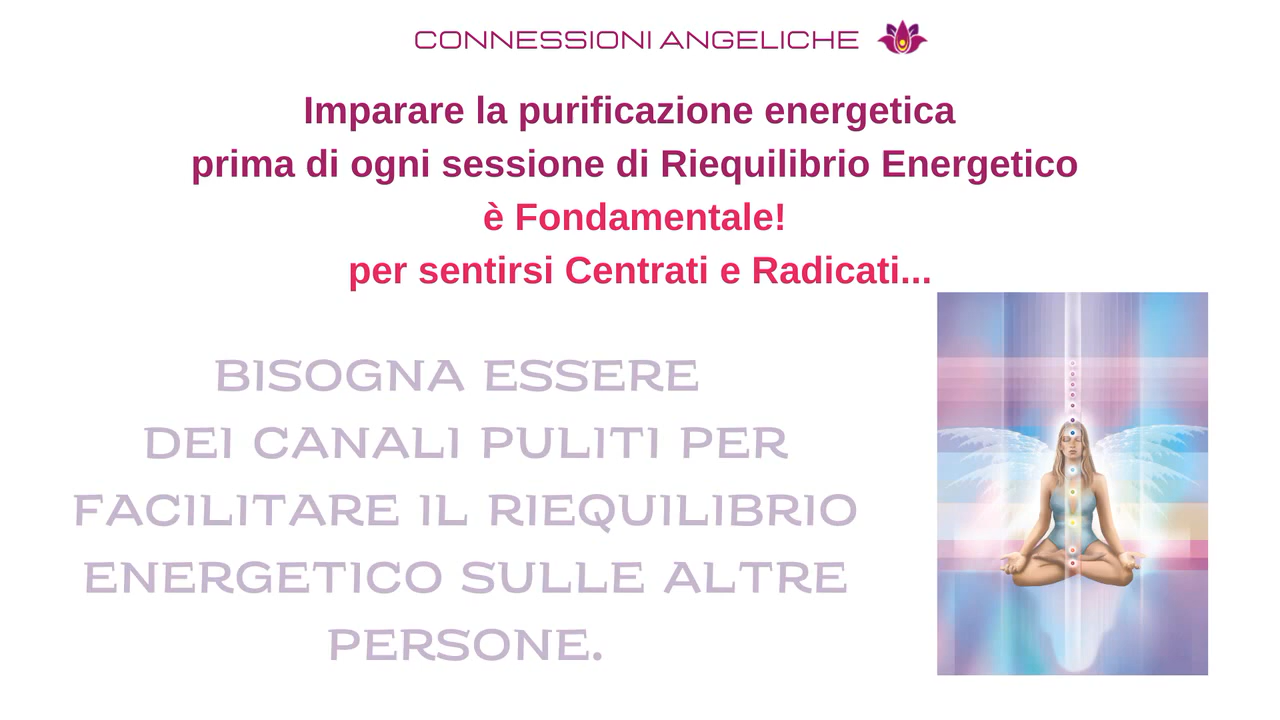 CONNESSIONI ANGELICHE
Imparare la purificazione energetica
prima di ogni sessione di Riequilibrio Energetico
è Fondamentale!
per sentirsi Centrati e Radicati...
BISOGNA ESSERE
DEI CANALI PULITI PER
FACILITARE IL RIEQUILIBRIO
ENERGETICO SULLE ALTRE
PERSONE.